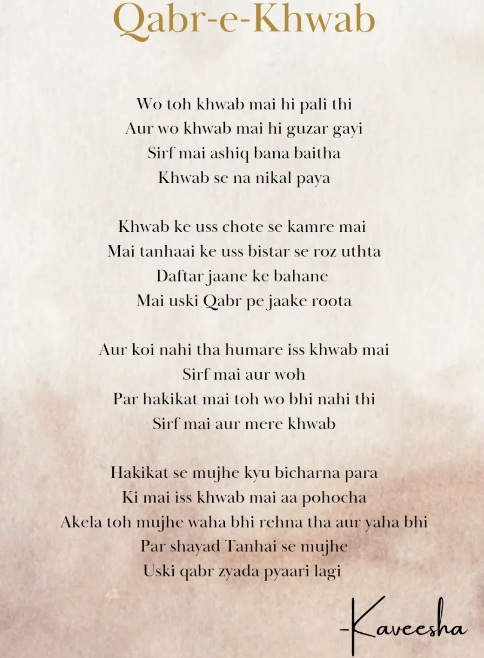 Qabr-e-Khwab
Wo toh khwab mai hi pali thi
Aur wo khwab mai hi guzar gayi
Sirf mai ashiq bana baitha
Khwab se na nikal paya
Khwab ke uss chote se kamre mai
Mai tanhaai ke uss bistar se roz uthta
Daftar jaane ke bahane
Mai uski Qabr pe jaake roota
Aur koi nahi tha humare iss khwab mai
Sirf mai aur woh
Par hakikat mai toh wo bhi nahi thi
Sirf mai aur mere khwab
Hakikat se mujhe kyu bicharna para
Ki mai iss khwab mai aa pohocha
Akela toh mujhe waha bhi rehna tha aur yaha bhi
Par shayad Tanhai se mujhe
Uski qabr zyada pyaari lagi
-Kaveesha